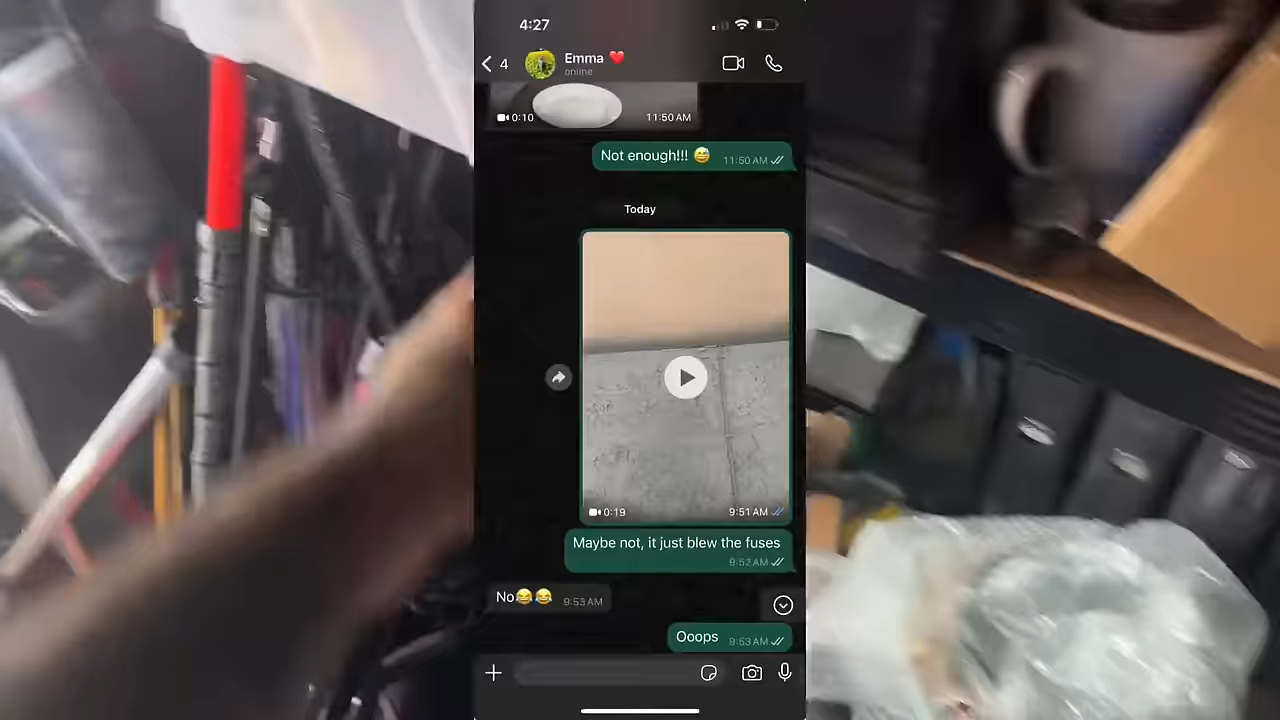 4:27
4
Emma ❤️
online
0:10
11:50 AM
Not enough!!! 😅
11:50 AM
Today
0:19
9:51 AM
Maybe not, it just blew the fuses
9:52 AM
No😂😂
9:53 AM
Ooops
9:53 AM